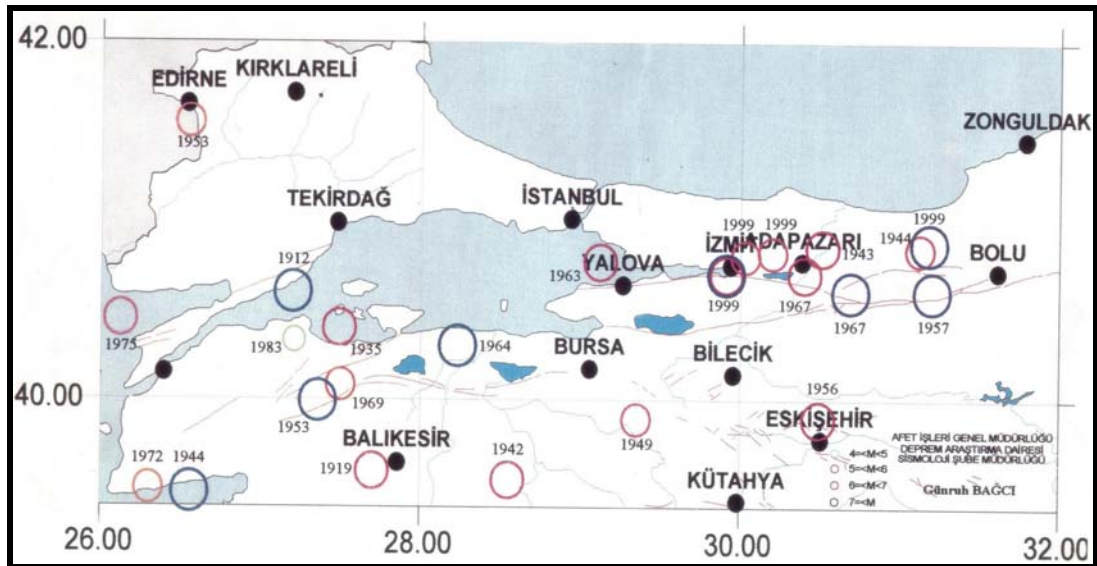 42.00
EDİRNE
KIRKLARELİ
1953
ZONGULDAK
TEKİRDAĞ
İSTANBUL
1999
1999
1999
İZMİT
ADAPAZARI
1944
1943
BOLU
1912
1963
YALOVA
1975
1983
1935
1964
1999
1967
1967
1957
BURSA
BİLECİK
40.00
1969
1953
1956
ESKİŞEHİR
BALIKESİR
1942
1949
1972
1944
1919
KÜTAHYA
AFET İŞLERİ GENEL MÜDÜRLÜĞÜ
DEPREM ARAŞTIRMA DAİRESİ
SİSMOLOJİ ŞUBE MÜDÜRLÜĞÜ
4=<M<5
5=<M<6
6=<M<7
7=<M
Günruh BAĞCI
26.00
28.00
30.00
32.00